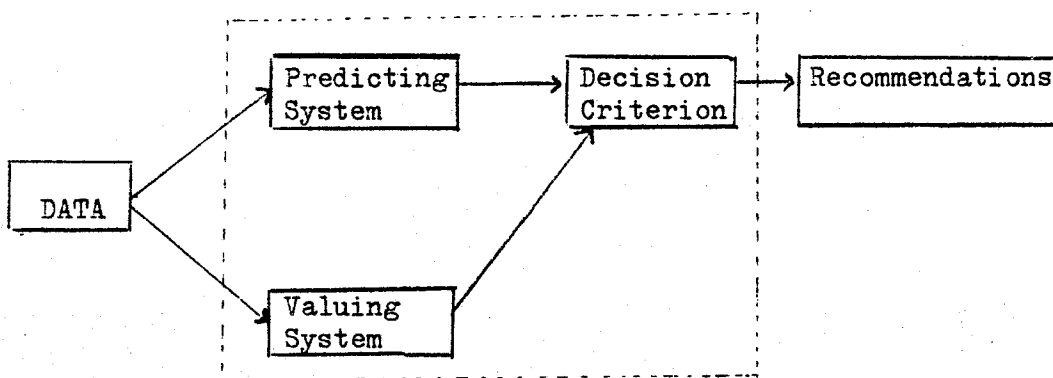 Predicting
System
Decision
Criterion
Recommendations
DATA
Valuing
System